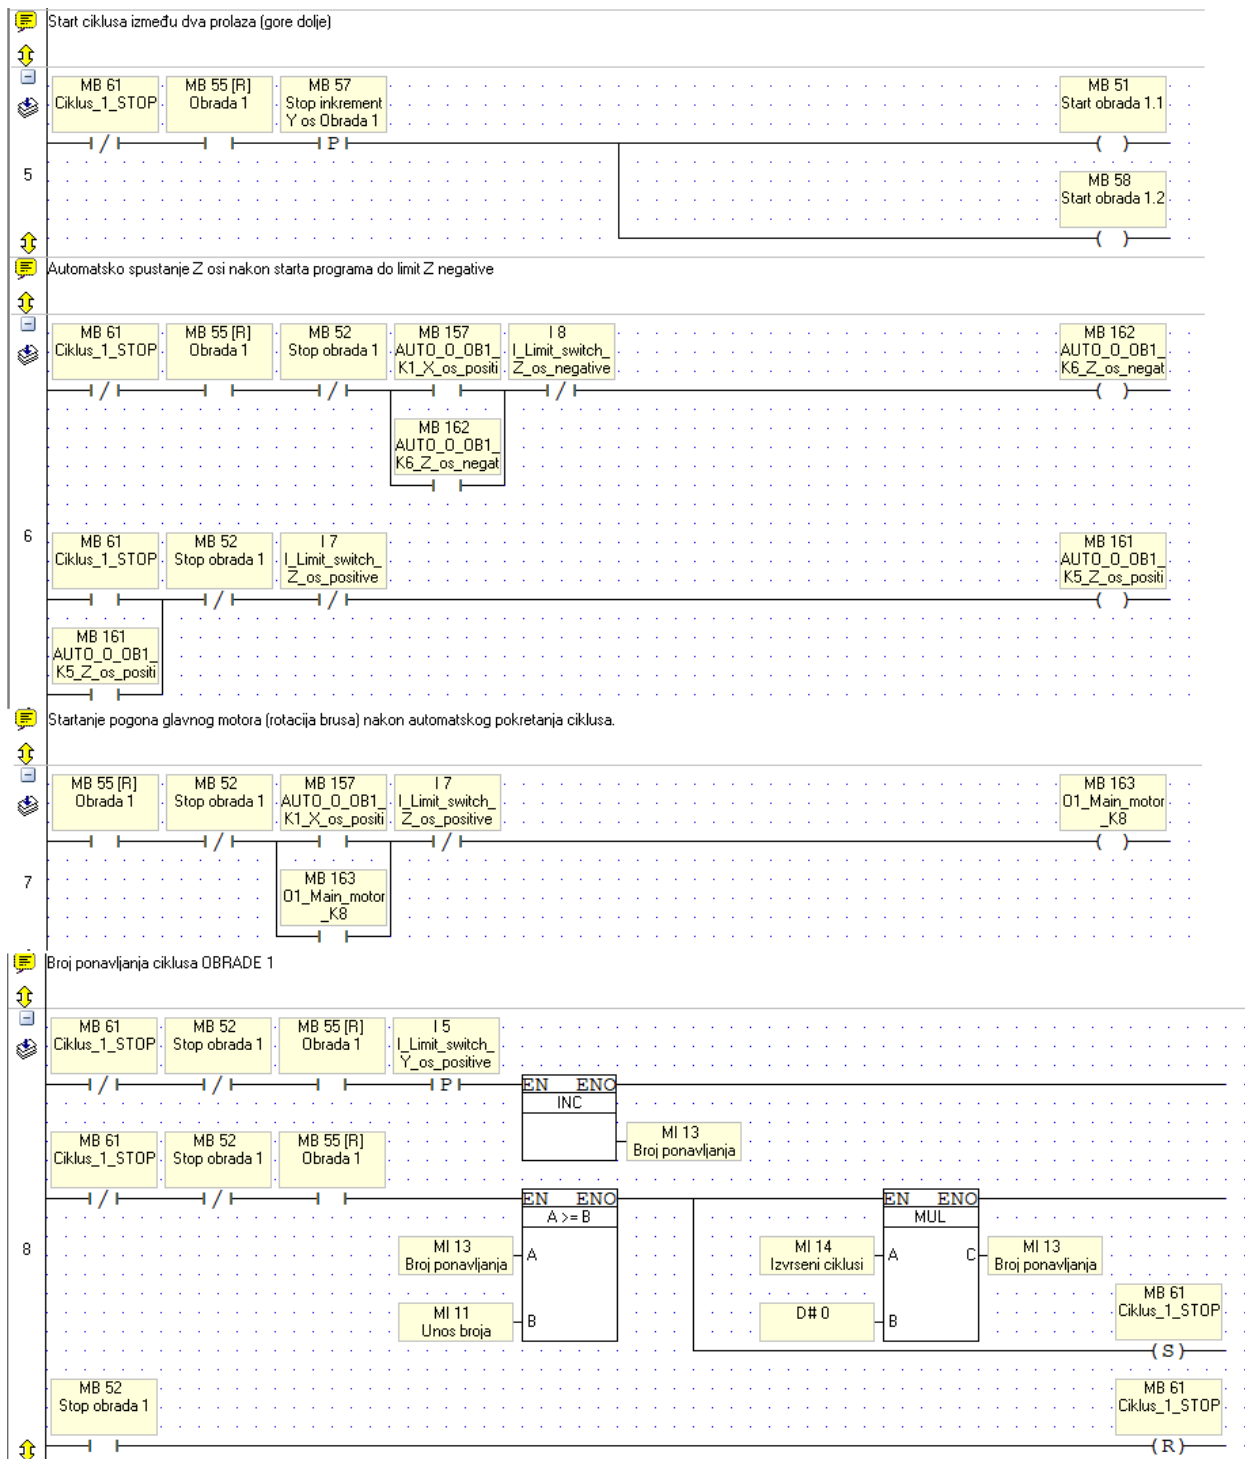 Start ciklusa između dva prolaza (gore dolje)
MB 61
Ciklus_1_STOP
MB 55 [R]
Obrada 1
MB 57
Stop inkrement
Y os Obrada 1
MB 51
Start obrada 1.1
P
5
MB 58
Start obrada 1.2
Automatsko spustanje Z osi nakon starta programa do limit Z negative
MB 61
Ciklus_1_STOP
MB 55 [R]
Obrada 1
MB 52
Stop obrada 1
MB 157
AUTO_O_OB1_
K1_X_os_positi
I 8
I_Limit_switch_
Z_os_negative
MB 162
AUTO_O_OB1_
K6_Z_os_negat
MB 162
AUTO_O_OB1_
K6_Z_os_negat
6
MB 61
Ciklus_1_STOP
MB 52
Stop obrada 1
I 7
I_Limit_switch_
Z_os_positive
MB 161
AUTO_O_OB1_
K5_Z_os_positi
MB 161
AUTO_O_OB1_
K5_Z_os_positi
Startanje pogona glavnog motora (rotacija brusa) nakon automatskog pokretanja ciklusa.
MB 55 [R]
Obrada 1
MB 52
Stop obrada 1
MB 157
AUTO_O_OB1_
K1_X_os_positi
I 7
I_Limit_switch_
Z_os_positive
MB 163
O1_Main_motor
_K8
7
MB 163
O1_Main_motor
_K8
Broj ponavljanja ciklusa OBRADE 1
MB 61
Ciklus_1_STOP
MB 52
Stop obrada 1
MB 55 [R]
Obrada 1
I 5
I_Limit_switch_
Y_os_positive
P
EN ENO
INC
MI 13
Broj ponavljanja
MB 61
Ciklus_1_STOP
MB 52
Stop obrada 1
MB 55 [R]
Obrada 1
EN ENO
A >= B
EN ENO
MUL
8
MI 13
Broj ponavljanja
A
MI 14
Izvrseni ciklusi
A
C
MI 13
Broj ponavljanja
MI 11
Unos broja
B
D# 0
B
MB 61
Ciklus_1_STOP
S
MB 52
Stop obrada 1
MB 61
Ciklus_1_STOP
R